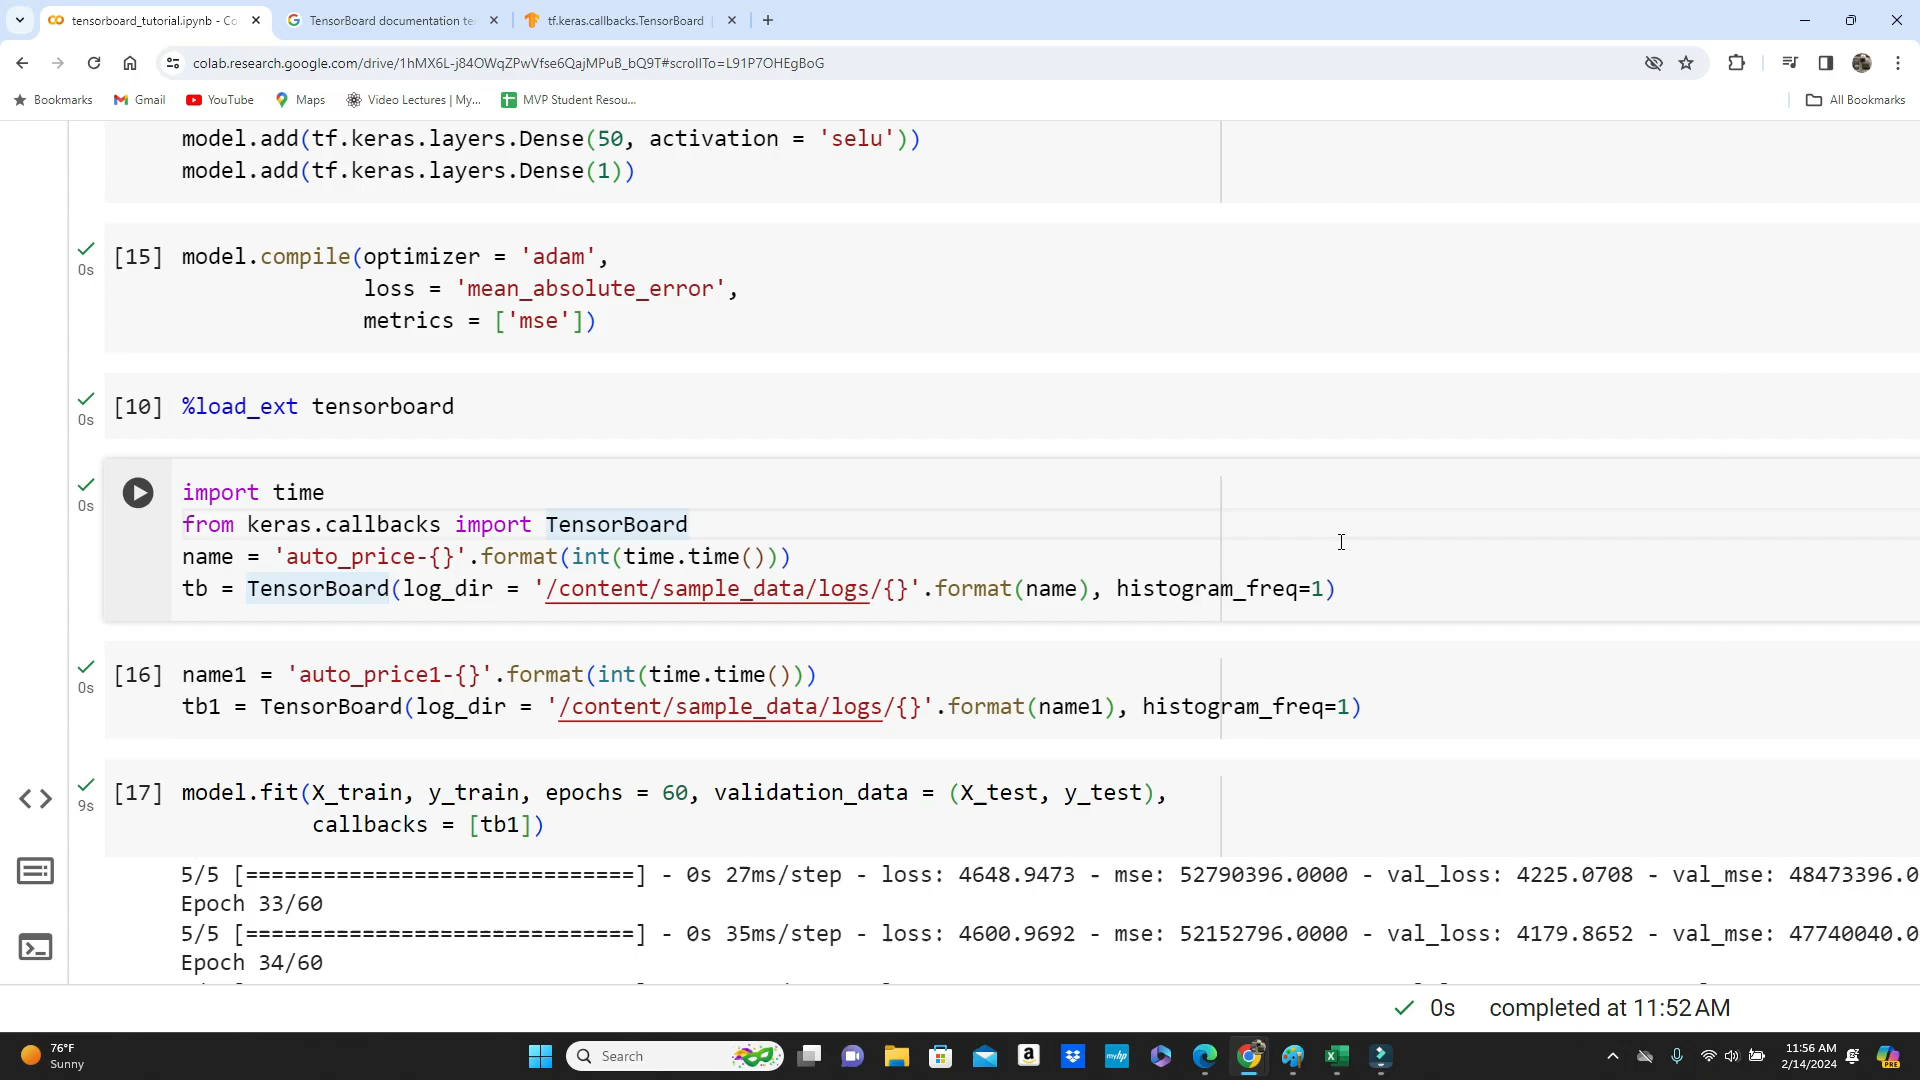 tensorboard_tutorial.ipynb - Co
TensorBoard documentation te
tf.keras.callbacks.TensorBoard
colab.research.google.com/drive/1hMX6L-j84OWqZPwVfse6QajMPuB_bQ9T#scrollTo=L91P7OHEgBoG
Bookmarks
Gmail
YouTube
Maps
Video Lectures | My...
MVP Student Resou...
All Bookmarks
model.add(tf.keras.layers.Dense(50, activation = 'selu'))
model.add(tf.keras.layers.Dense(1))
0s
[15] model.compile(optimizer = 'adam',
loss = 'mean_absolute_error',
metrics = ['mse'])
0s
[10] %load_ext tensorboard
0s
import time
from keras.callbacks import TensorBoard
name = 'auto_price-{}'.format(int(time.time()))
tb = TensorBoard(log_dir = '/content/sample_data/logs/{}'.format(name), histogram_freq=1)
0s
[16] name1 = 'auto_price1-{}'.format(int(time.time()))
tb1 = TensorBoard(log_dir = '/content/sample_data/logs/{}'.format(name1), histogram_freq=1)
9s
[17] model.fit(X_train, y_train, epochs = 60, validation_data = (X_test, y_test),
callbacks = [tb1])
5/5 [==============================] - 0s 27ms/step - loss: 4648.9473 - mse: 52790396.0000 - val_loss: 4225.0708 - val_mse: 48473396.0
Epoch 33/60
5/5 [==============================] - 0s 35ms/step - loss: 4600.9692 - mse: 52152796.0000 - val_loss: 4179.8652 - val_mse: 47740040.0
Epoch 34/60
0s completed at 11:52 AM
76°F
Sunny
Search
myhp
11:56 AM
2/14/2024
PRE